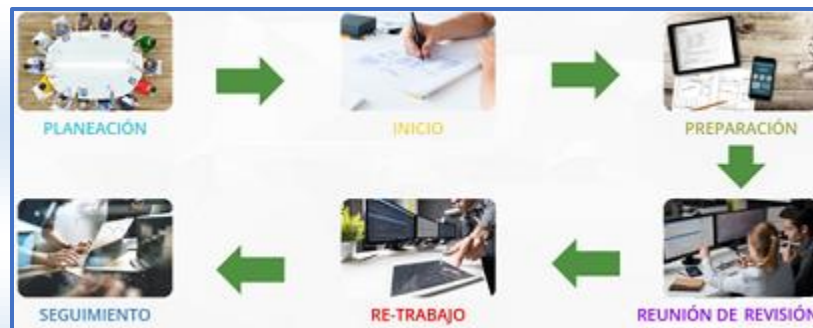 PLANEACIÓN
INICIO
PREPARACIÓN
SEGUIMIENTO
RE-TRABAJO
REUNIÓN DE REVISIÓN